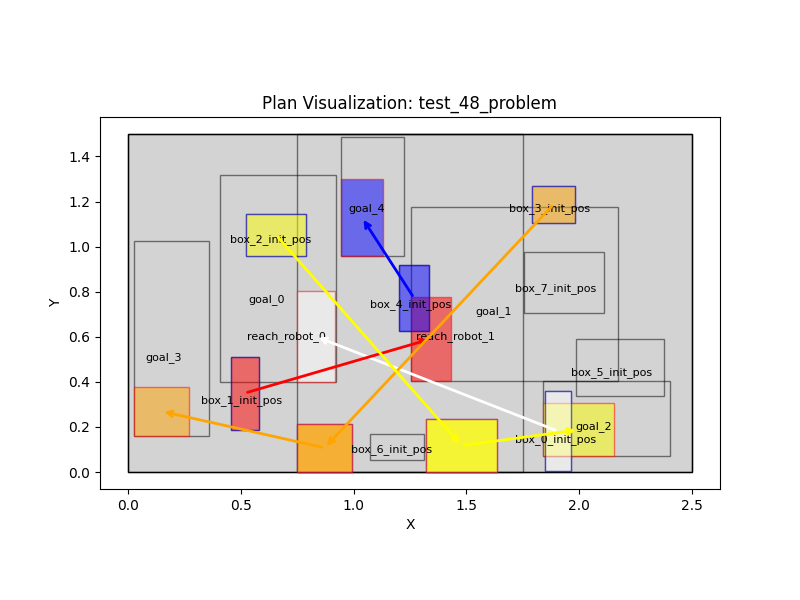 Plan Visualization: test_48_problem
Y
1.4
1.2
1.0
0.8
0.6
0.4
0.2
0.0
goal_4
box_3_init_pos
box_2_init_pos
box_7_init_pos
goal_0
box_4_init_pos
goal_1
reach_robot_0
reach_robot_1
goal_3
box_5_init_pos
box_1_init_pos
goal_2
box_0_init_pos
box_6_init_pos
0.0 0.5 1.0 1.5 2.0 2.5
X